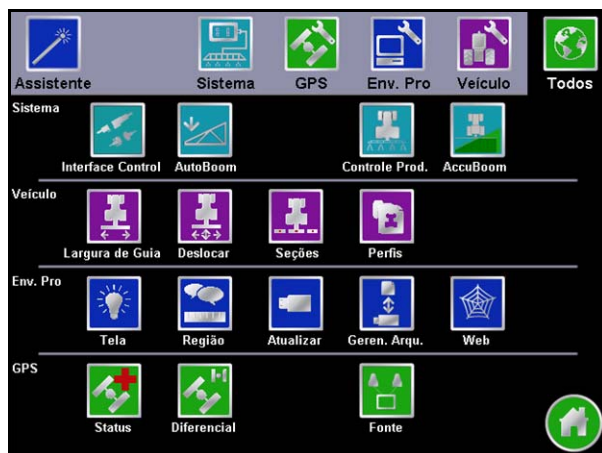 Assistente Sistema GPS Env. Pro Veículo Todos
Sistema
Interface Control AutoBoom Controle Prod. AccuBoom
Veículo
Largura de Guia Deslocar Seções Perfis
Env. Pro
Tela Região Atualizar Geren. Arqu. Web
GPS
Status Diferencial Fonte